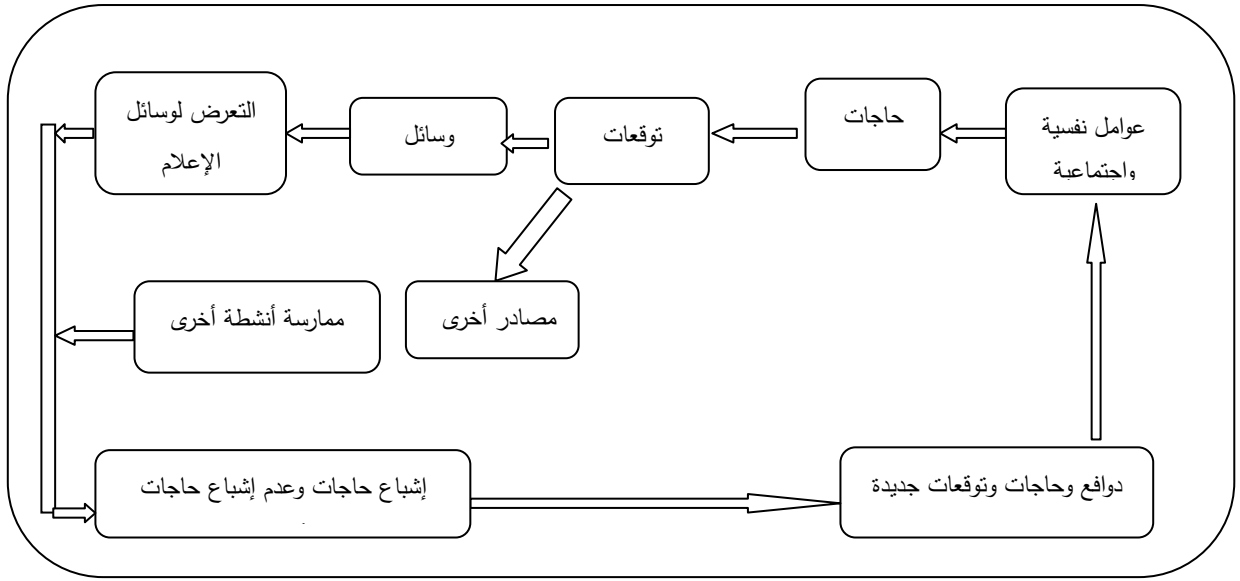 عوامل نفسية
واجتماعية
حاجات
توقعات
وسائل
التعرض لوسائل
الإعلام
مصادر أخرى
ممارسة أنشطة أخرى
إشباع حاجات وعدم إشباع حاجات
دوافع وحاجات وتوقعات جديدة